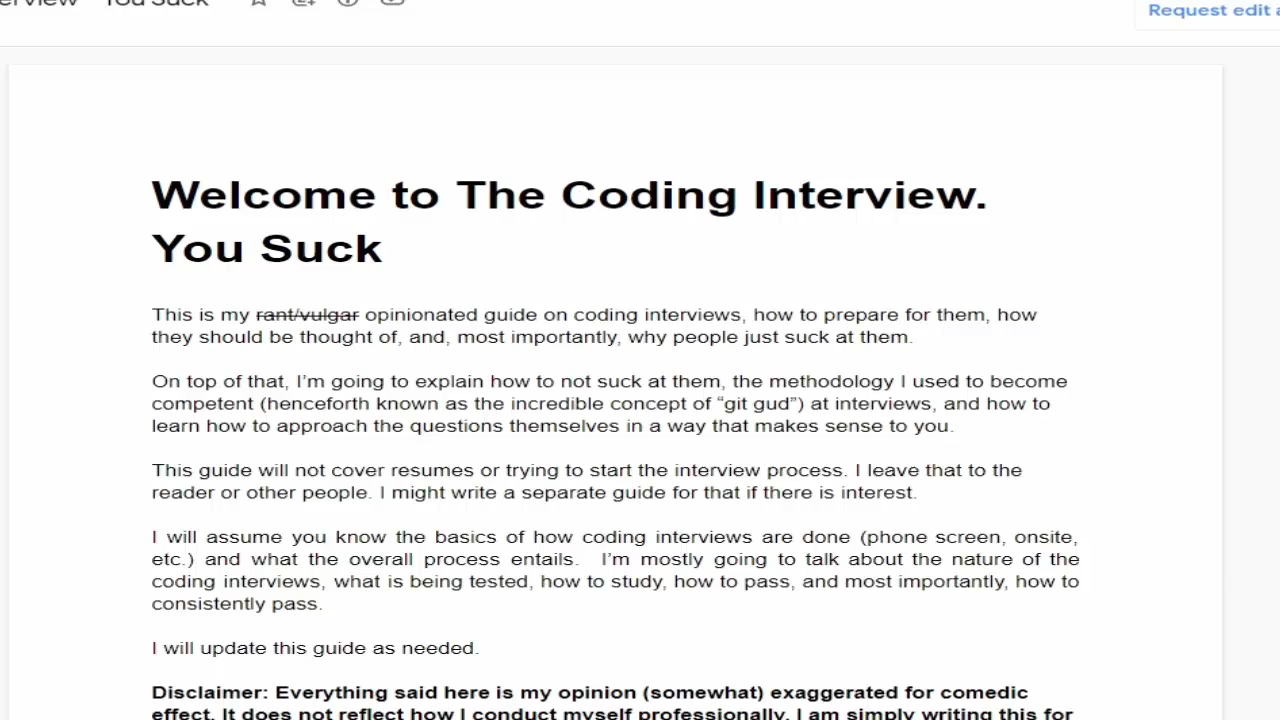 You Suck
Request edit
Welcome to The Coding Interview.
You Suck
This is my rant/vulgar opinionated guide on coding interviews, how to prepare for them, how
they should be thought of, and, most importantly, why people just suck at them.
On top of that, I'm going to explain how to not suck at them, the methodology I used to become
competent (henceforth known as the incredible concept of “git gud”) at interviews, and how to
learn how to approach the questions themselves in a way that makes sense to you.
This guide will not cover resumes or trying to start the interview process. I leave that to the
reader or other people. I might write a separate guide for that if there is interest.
I will assume you know the basics of how coding interviews are done (phone screen, onsite,
etc.) and what the overall process entails. I'm mostly going to talk about the nature of the
coding interviews, what is being tested, how to study, how to pass, and most importantly, how to
consistently pass.
I will update this guide as needed.
Disclaimer: Everything said here is my opinion (somewhat) exaggerated for comedic
effect. It does not reflect how I conduct myself professionally. I am simply writing this for